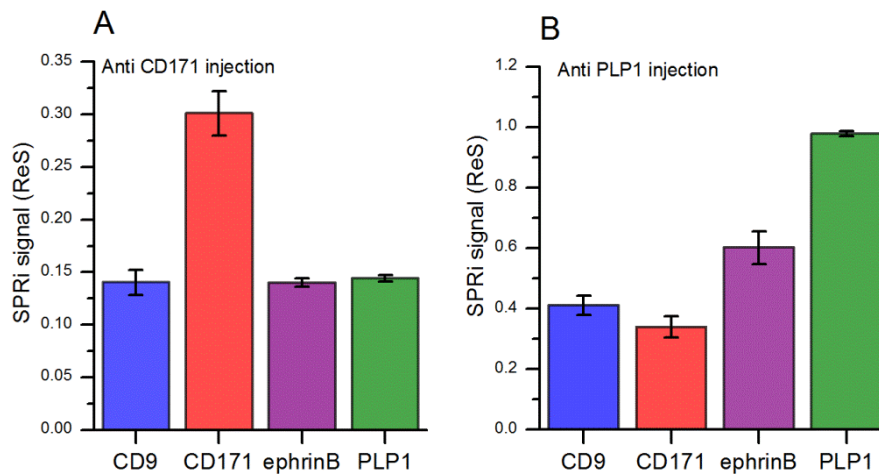 A
Anti CD171 injection
SPRi signal (ReS)
0.35
0.30
0.25
0.20
0.15
0.10
0.05
0.00
CD9 CD171 ephrinB PLP1
B
Anti PLP1 injection
SPRi signal (ReS)
1.2
1.0
0.8
0.6
0.4
0.2
0.0
CD9 CD171 ephrinB PLP1